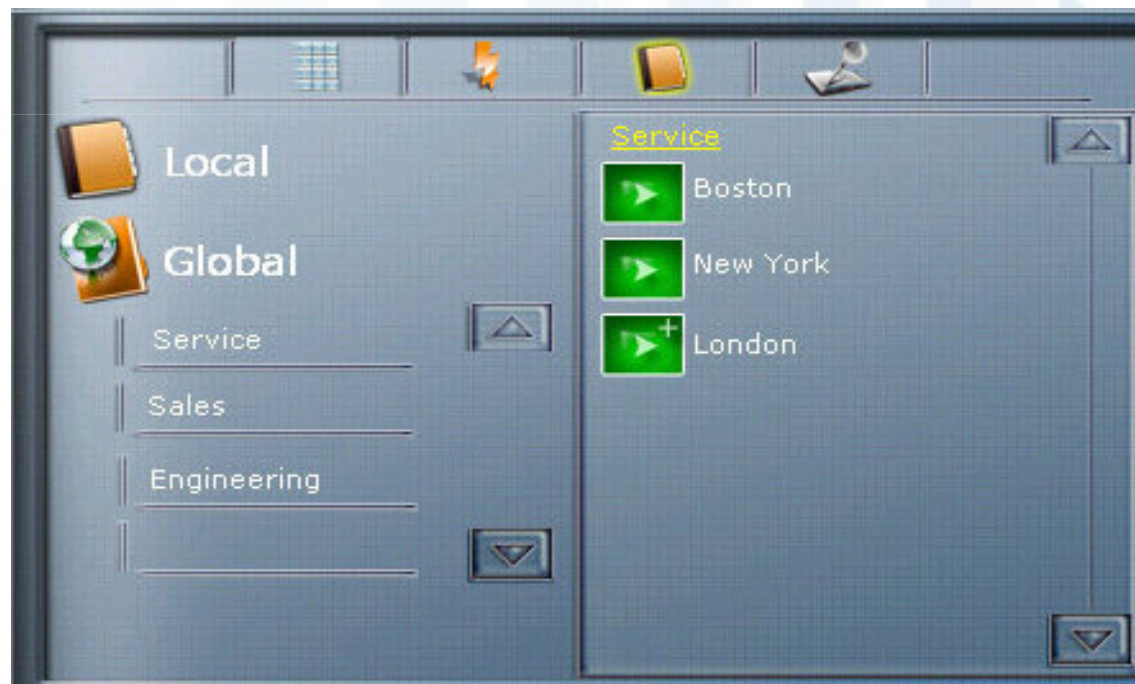 Local
Global
Service
Sales
Engineering
Service
Boston
New York
London